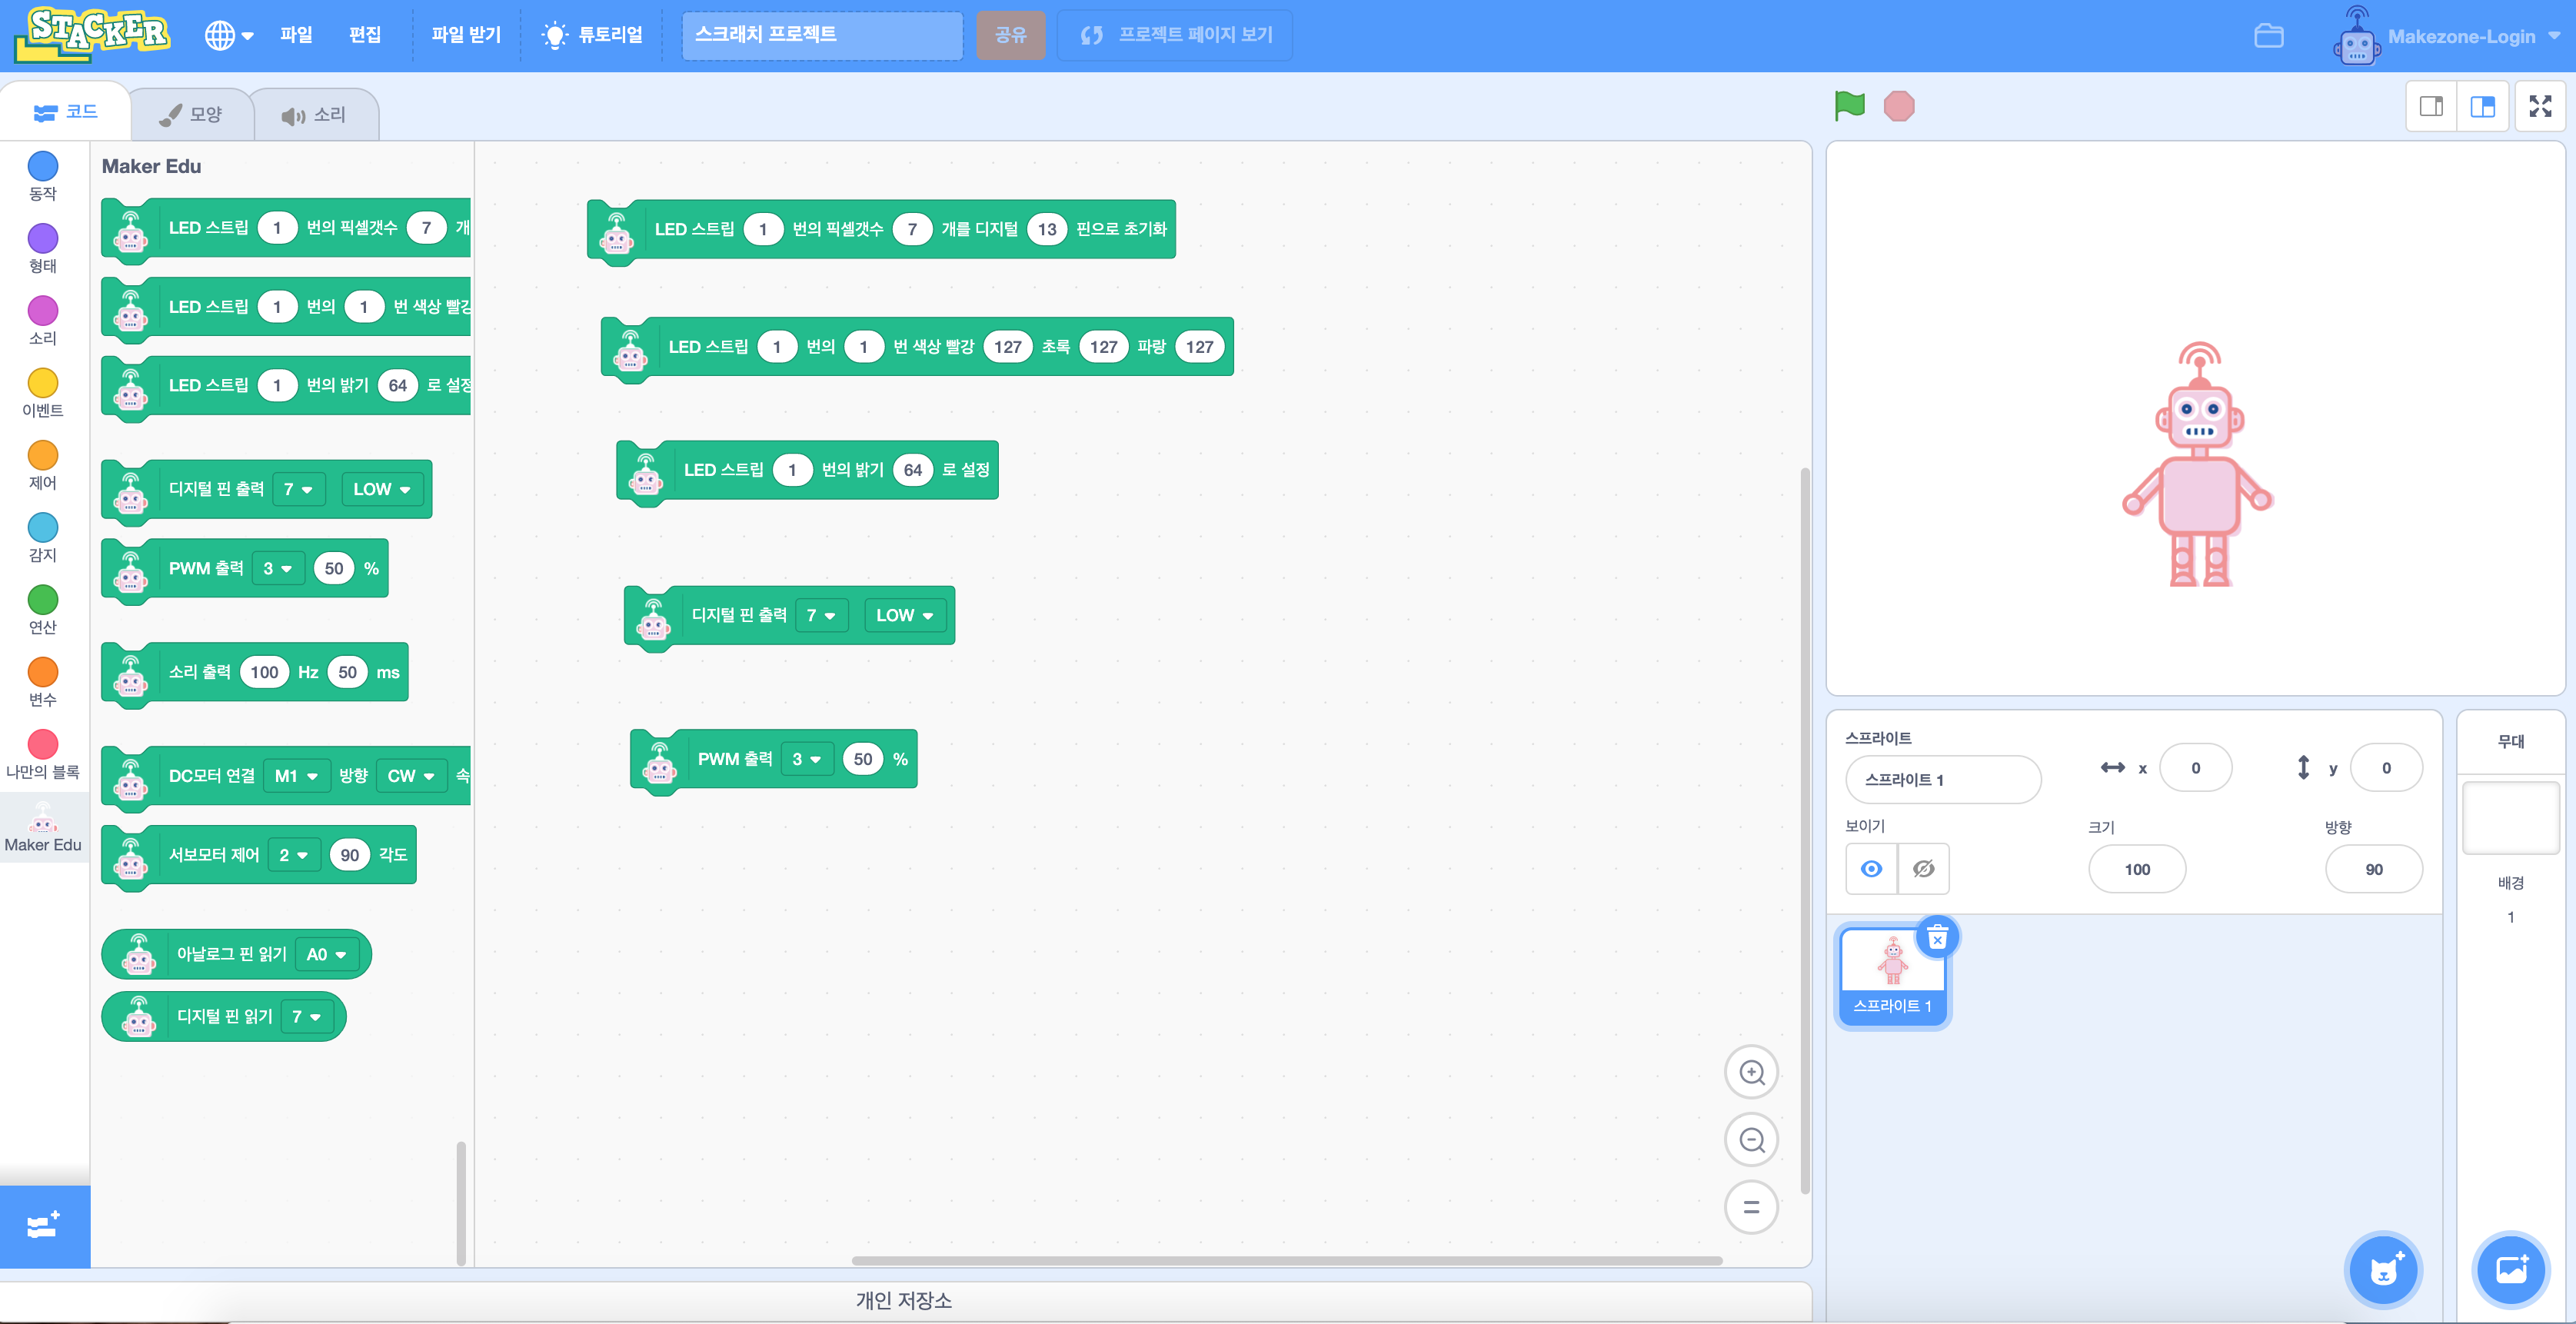 STACKER
파일
편집
파일 받기
튜토리얼
스크래치 프로젝트
공유
프로젝트 페이지 보기
Makezone-Login
코드
모양
소리
동작
형태
소리
이벤트
제어
감지
연산
변수
나만의 블록
Maker Edu
Maker Edu
LED 스트립 1 번의 픽셀갯수 7 개
LED 스트립 1 번의 1 번 색상 빨강
LED 스트립 1 번의 밝기 64 로 설정
디지털 핀 출력 7 LOW
PWM 출력 3 50 %
소리 출력 100 Hz 50 ms
DC모터 연결 M1 방향 CW 속
서보모터 제어 2 90 각도
아날로그 핀 읽기 A0
디지털 핀 읽기 7
LED 스트립 1 번의 픽셀갯수 7 개를 디지털 13 핀으로 초기화
LED 스트립 1 번의 1 번 색상 빨강 127 초록 127 파랑 127
LED 스트립 1 번의 밝기 64 로 설정
디지털 핀 출력 7 LOW
PWM 출력 3 50 %
개인 저장소
스프라이트
스프라이트 1
x 0
y 0
보이기
크기
100
방향
90
스프라이트 1
무대
배경
1